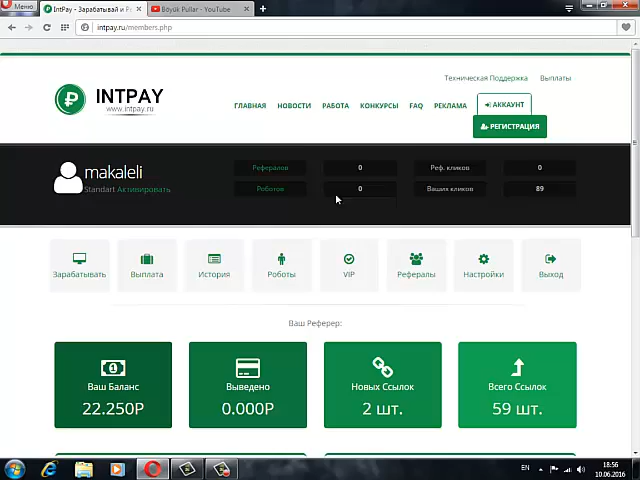 Меню
IntPay - Зарабатывай и Р
Böyük Pullar - YouTube
intpay.ru/members.php
Техническая Поддержка Выплаты
INTPAY
www.intpay.ru
ГЛАВНАЯ НОВОСТИ РАБОТА КОНКУРСЫ FAQ РЕКЛАМА АККАУНТ
РЕГИСТРАЦИЯ
makaleli
Standart Активировать
Рефералов 0 Реф. кликов 0
Роботов 0 Ваших кликов 89
Зарабатывать Выплата История Роботы VIP Рефералы Настройки Выход
Ваш Реферер:
Ваш Баланс Выведено Новых Ссылок Всего Ссылок
22.250Р 0.000Р 2 шт. 59 шт.
EN
18:56
10.06.2016